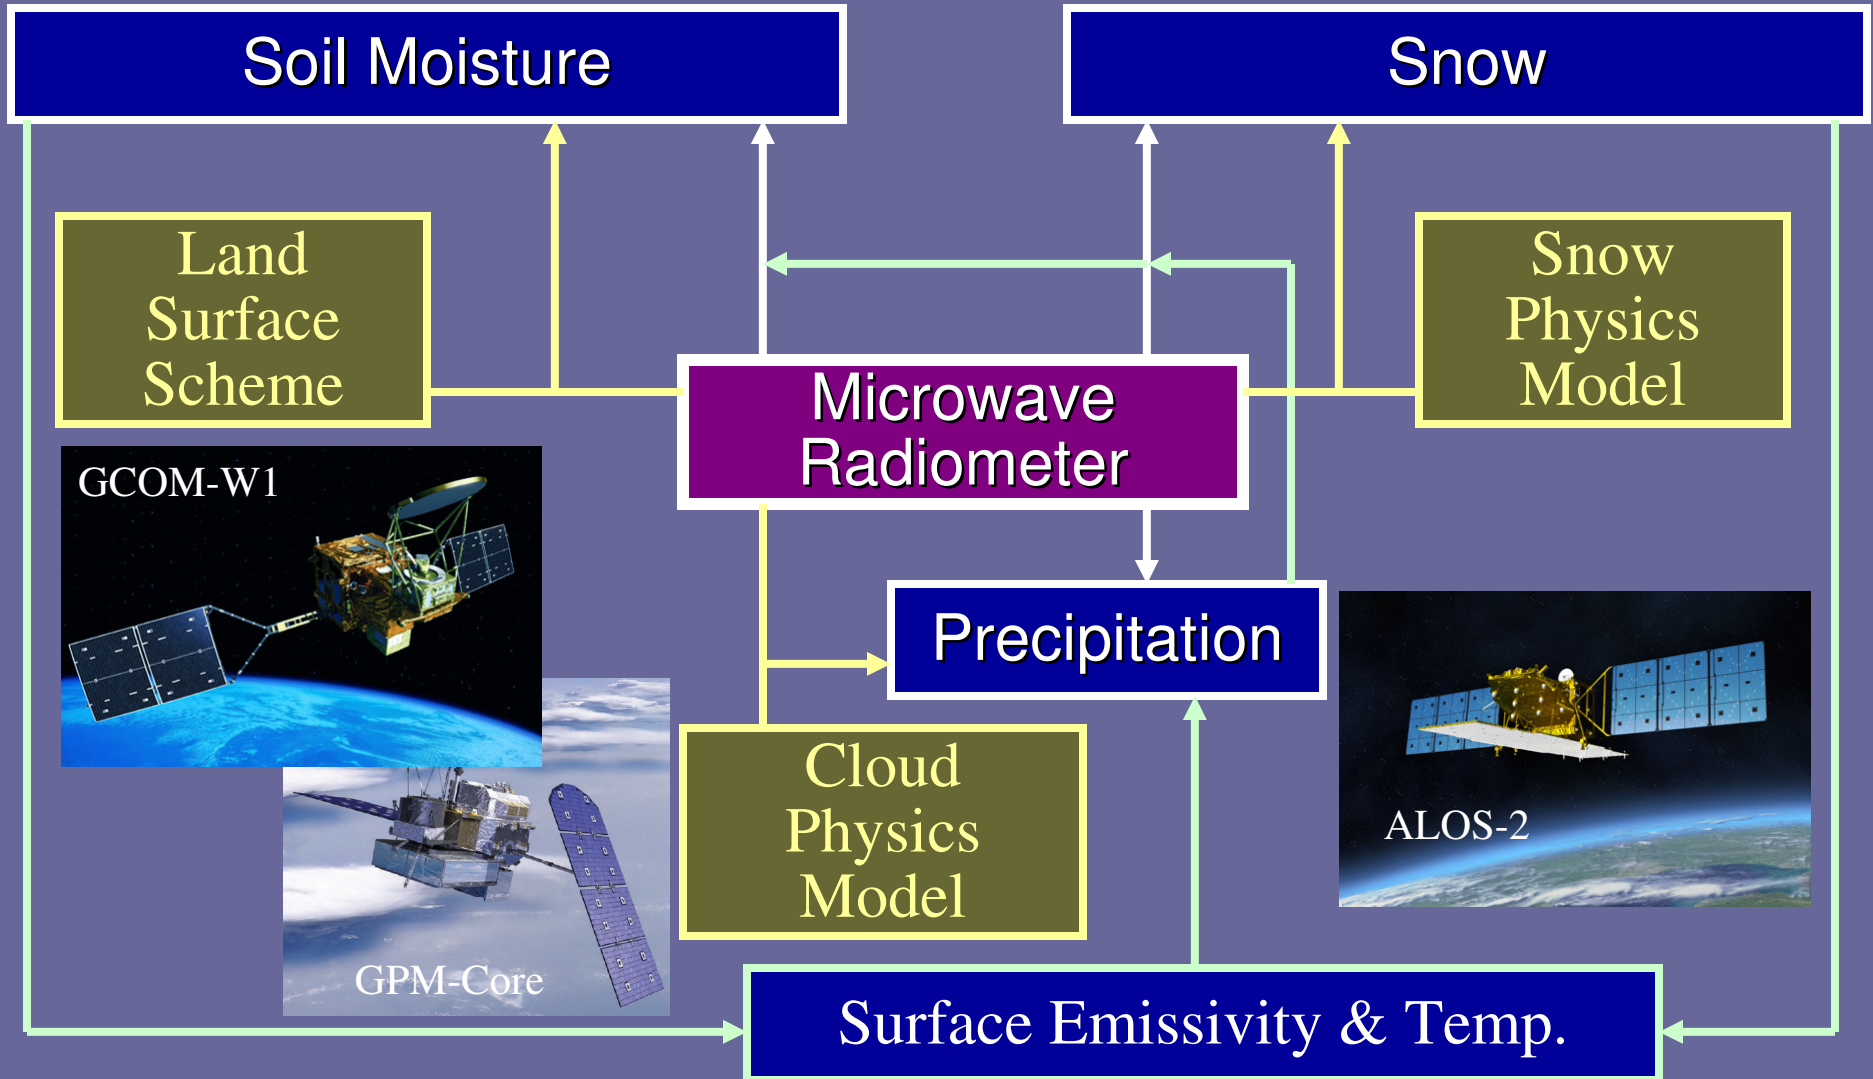 Soil Moisture
Snow
Land
Surface
Scheme
Snow
Physics
Model
Microwave
Radiometer
GCOM-W1
Precipitation
Cloud
Physics
Model
ALOS-2
GPM-Core
Surface Emissivity & Temp.